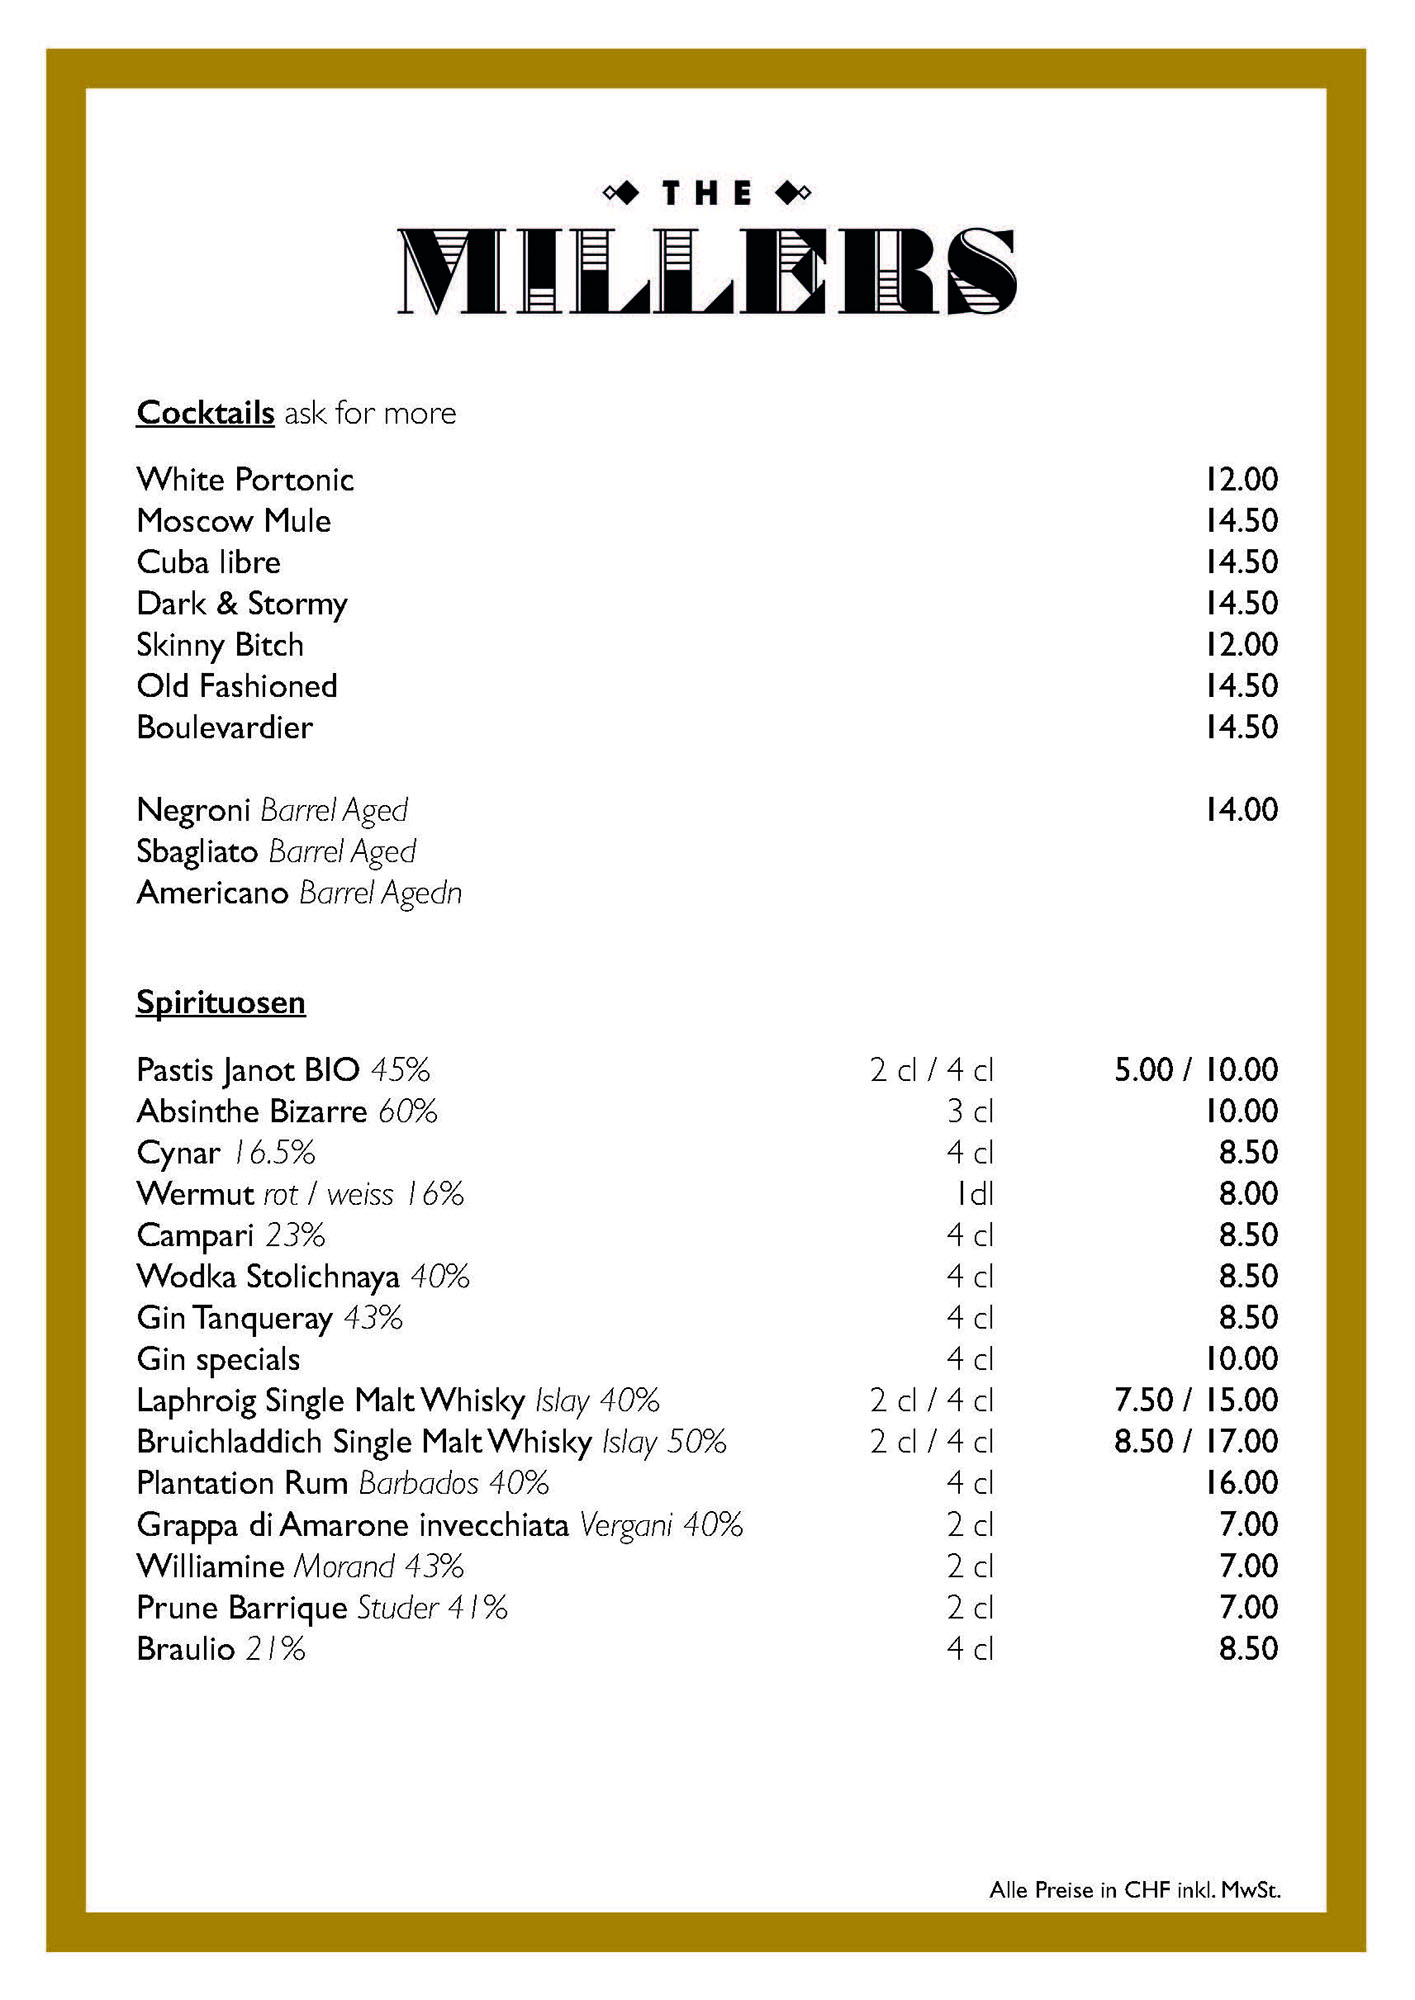 THE
MILLERS
Cocktails ask for more
White Portonic 12.00
Moscow Mule 14.50
Cuba libre 14.50
Dark & Stormy 14.50
Skinny Bitch 12.00
Old Fashioned 14.50
Boulevardier 14.50
Negroni Barrel Aged 14.00
Sbagliato Barrel Aged
Americano Barrel Agedn
Spirituosen
Pastis Janot BIO 45% 2 cl / 4 cl 5.00 / 10.00
Absinthe Bizarre 60% 3 cl 10.00
Cynar 16.5% 4 cl 8.50
Wermut rot / weiss 16% 1dl 8.00
Campari 23% 4 cl 8.50
Wodka Stolichnaya 40% 4 cl 8.50
Gin Tanqueray 43% 4 cl 8.50
Gin specials 4 cl 10.00
Laphroig Single Malt Whisky Islay 40% 2 cl / 4 cl 7.50 / 15.00
Bruichladdich Single Malt Whisky Islay 50% 2 cl / 4 cl 8.50 / 17.00
Plantation Rum Barbados 40% 4 cl 16.00
Grappa di Amarone invecchiata Vergani 40% 2 cl 7.00
Williamine Morand 43% 2 cl 7.00
Prune Barrique Studer 41% 2 cl 7.00
Braulio 21% 4 cl 8.50
Alle Preise in CHF inkl. MwSt.